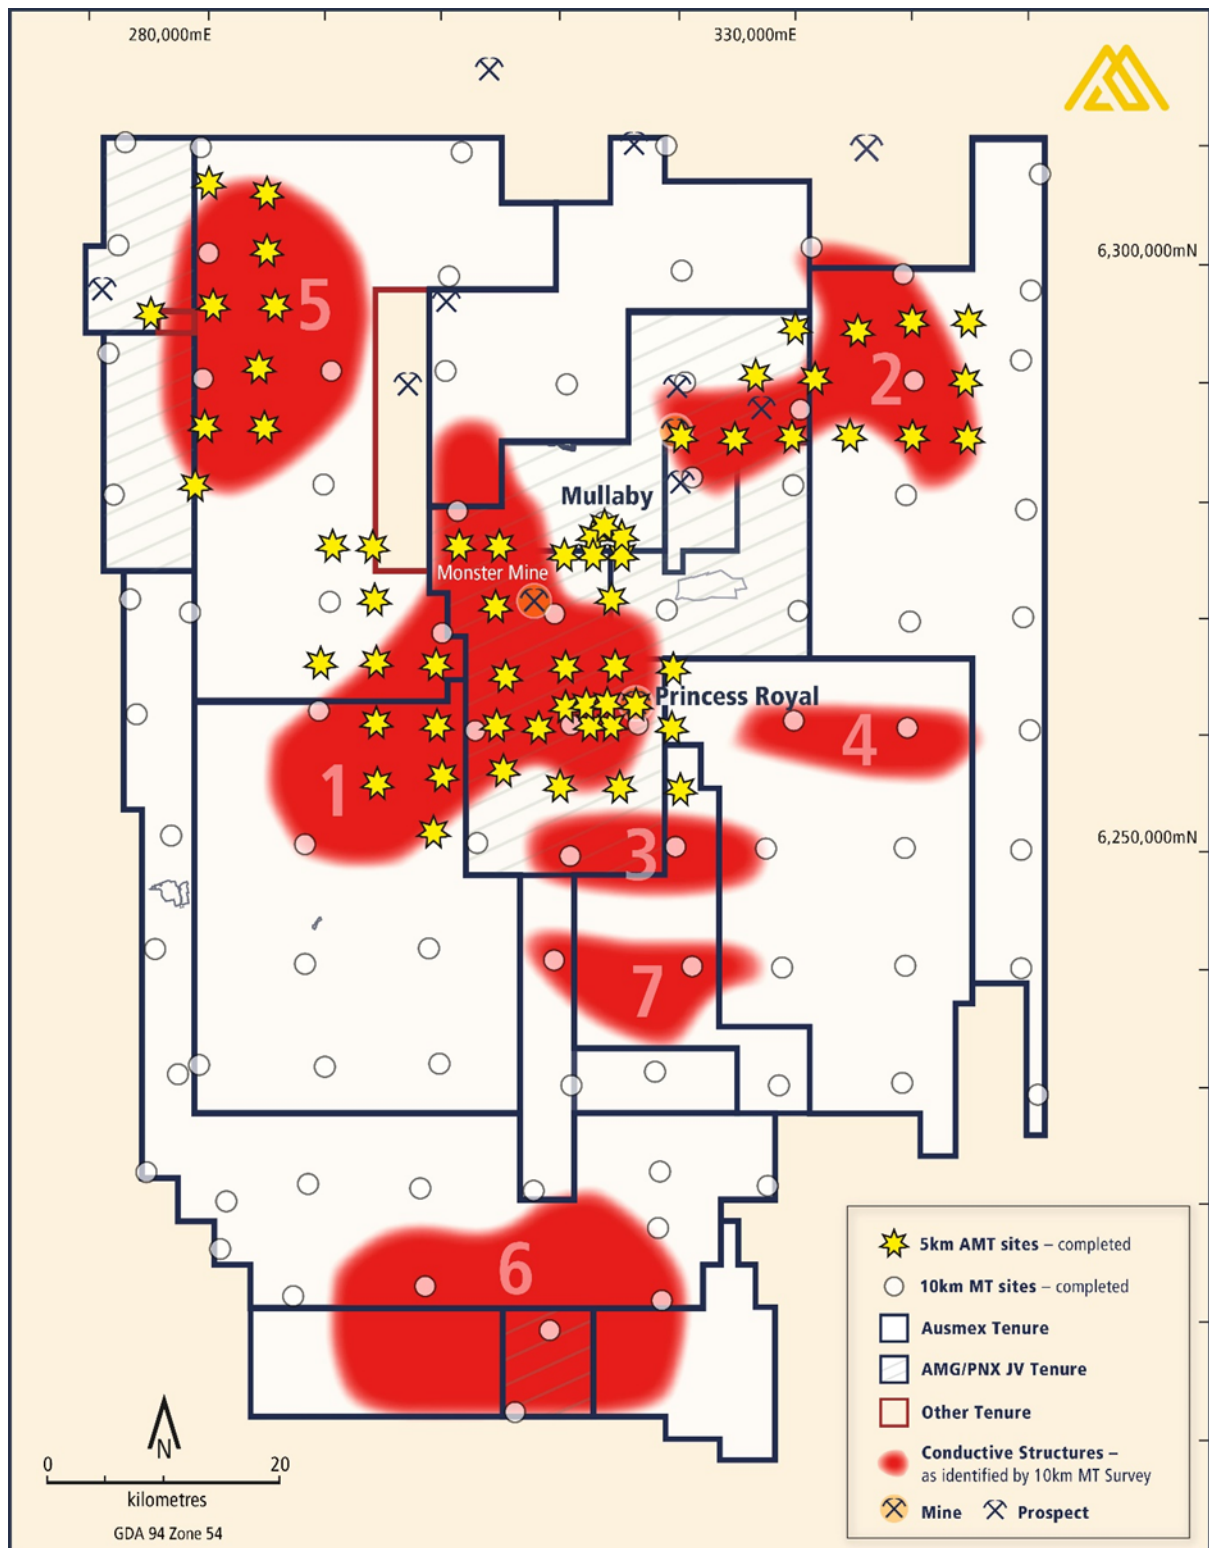 280,000mE
330,000mE
6,300,000mN
5
2
Mullaby
Monster Mine
Princess Royal
4
1
6,250,000mN
3
7
6
N
0
20
kilometres
GDA 94 Zone 54
5km AMT sites – completed
10km MT sites – completed
Ausmex Tenure
AMG/PNX JV Tenure
Other Tenure
Conductive Structures –
as identified by 10km MT Survey
Mine
Prospect